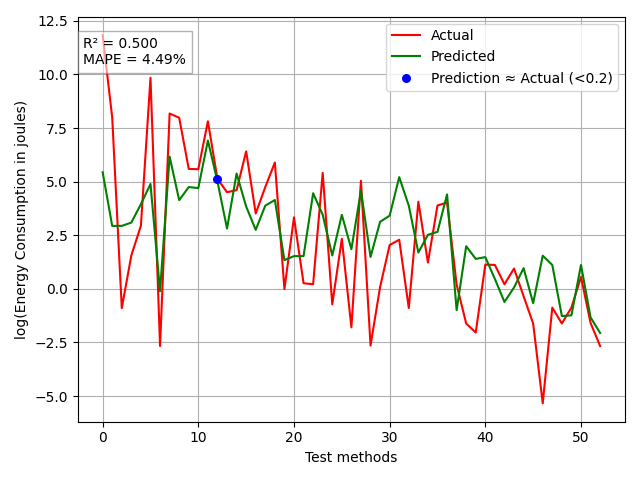 R² = 0.500
MAPE = 4.49%
Actual
Predicted
Prediction ≈ Actual (<0.2)
log(Energy Consumption in joules)
12.5
10.0
7.5
5.0
2.5
0.0
−2.5
−5.0
0 10 20 30 40 50
Test methods